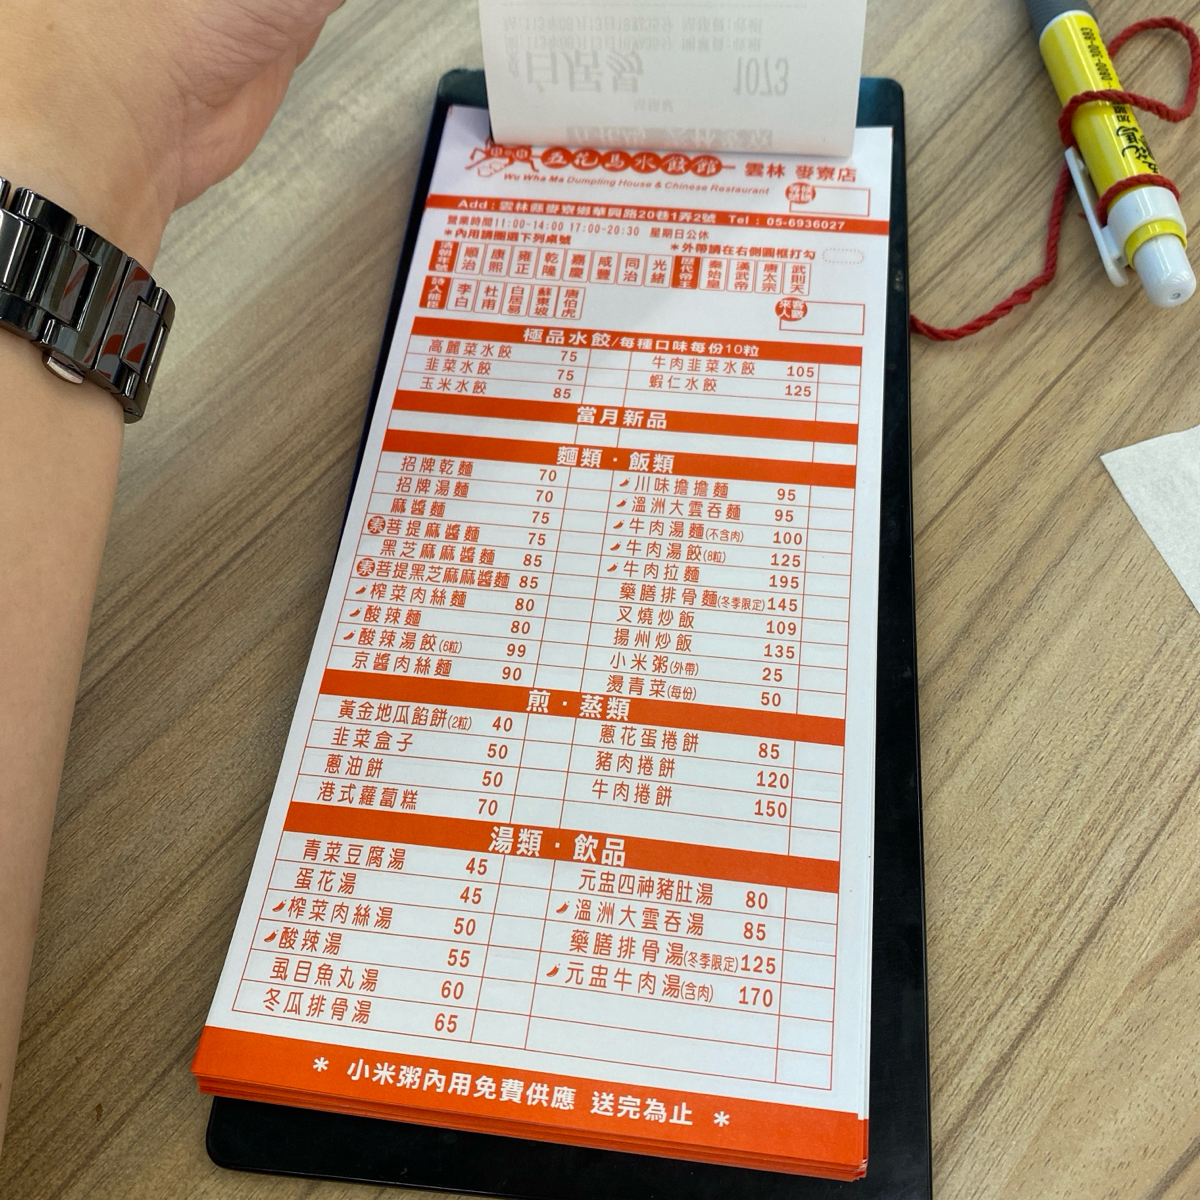 白居易 1073
五花馬水餃館 雲林 麥寮店
Wu Wha Ma Dumpling House & Chinese Restaurant
Add：雲林縣麥寮鄉華興路20巷1弄2號 Tel：05-6936027
營業時間11:00-14:00 17:00-20:30 星期日公休
*內用請圈選下列桌號 *外帶請在右側圓框打勾
順治 康熙 雍正 乾隆 嘉慶 咸豐 同治 光緒 歷代帝王 秦始皇 漢武帝 唐太宗 武則天
李白 杜甫 白居易 蘇東坡 唐伯虎 來客人數
極品水餃/每種口味每份10粒
高麗菜水餃 75 牛肉韭菜水餃 105
韭菜水餃 75 蝦仁水餃 125
玉米水餃 85
當月新品
麵類·飯類
招牌乾麵 70 川味擔擔麵 95
招牌湯麵 70 溫洲大雲吞麵 95
麻醬麵 75 牛肉湯麵(不含肉) 100
素菩提麻醬麵 75 牛肉湯餃(8粒) 125
黑芝麻麻醬麵 85 牛肉拉麵 195
素菩提黑芝麻麻醬麵 85 藥膳排骨麵(冬季限定) 145
榨菜肉絲麵 80 叉燒炒飯 109
酸辣麵 80 揚州炒飯 135
酸辣湯餃(6粒) 99 小米粥(外帶) 25
京醬肉絲麵 90 燙青菜(每份) 50
煎·蒸類
黃金地瓜餡餅(2粒) 40 蔥花蛋捲餅 85
韭菜盒子 50 豬肉捲餅 120
蔥油餅 50 牛肉捲餅 150
港式蘿蔔糕 70
湯類·飲品
青菜豆腐湯 45 元盅四神豬肚湯 80
蛋花湯 45 溫洲大雲吞湯 85
榨菜肉絲湯 50 藥膳排骨湯(冬季限定) 125
酸辣湯 55 元盅牛肉湯(含肉) 170
虱目魚丸湯 60
冬瓜排骨湯 65
* 小米粥內用免費供應 送完為止 *
0800-300-883